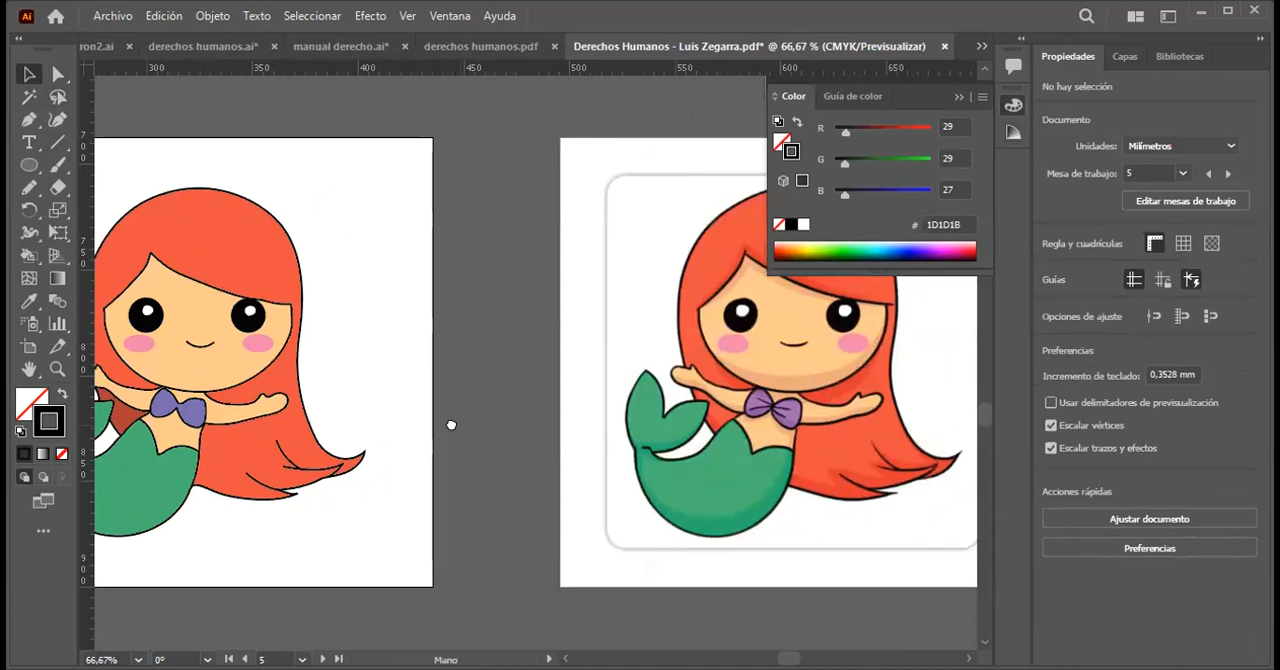 Ai Archivo Edición Objeto Texto Seleccionar Efecto Ver Ventana Ayuda
ron2.ai × derechos humanos.ai* × manual derecho.ai* × derechos humanos.pdf × Derechos Humanos - Luis Zegarra.pdf* @ 66,67 % (CMYK/Previsualizar) ×
300 350 400 450 500 550 600 650
700
750
800
850
900
Color Guía de color
R 29
G 29
B 27
# 1D1D1B
Propiedades Capas Bibliotecas
No hay selección
Documento
Unidades: Milímetros
Mesa de trabajo: 5
Editar mesas de trabajo
Regla y cuadrículas
Guías
Opciones de ajuste
Preferencias
Incremento de teclado: 0,3528 mm
Usar delimitadores de previsualización
Escalar vértices
Escalar trazos y efectos
Acciones rápidas
Ajustar documento
Preferencias
66,67% 0° 5 Mano